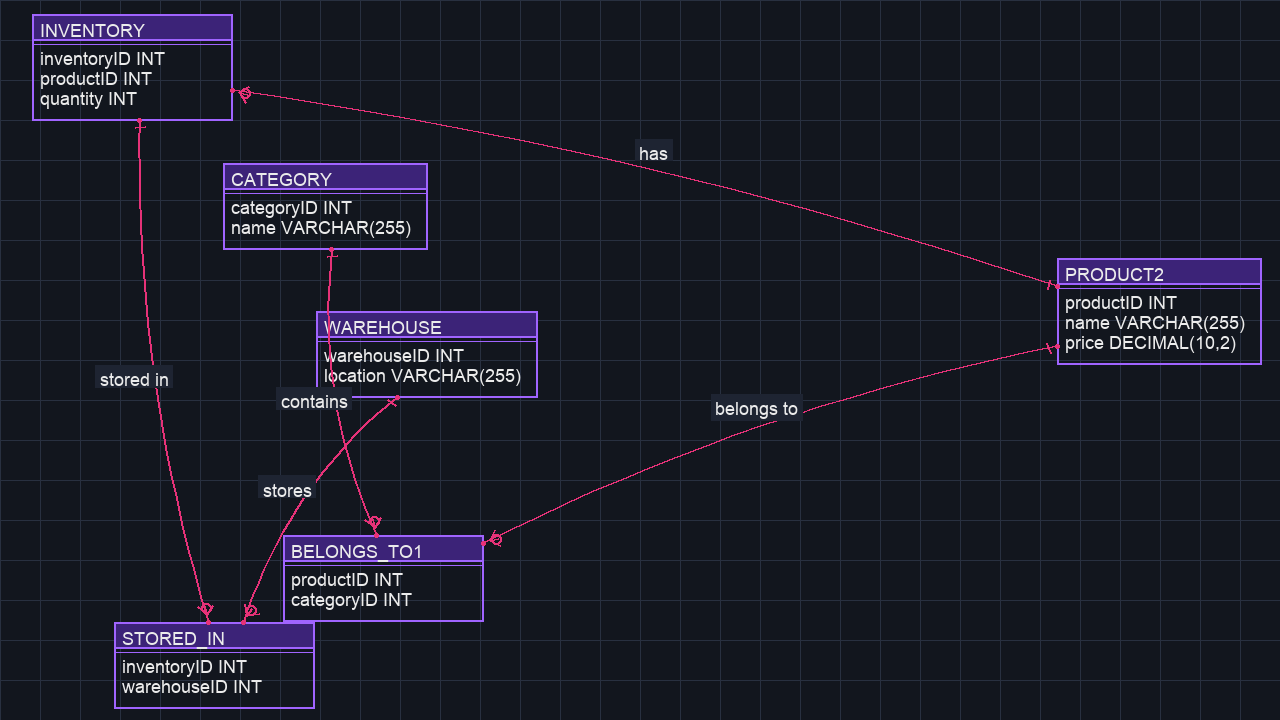 INVENTORY
inventoryID INT
productID INT
quantity INT
has
CATEGORY
categoryID INT
name VARCHAR(255)
PRODUCT2
productID INT
name VARCHAR(255)
price DECIMAL(10,2)
WAREHOUSE
warehouseID INT
location VARCHAR(255)
stored in
contains
belongs to
stores
BELONGS_TO1
productID INT
categoryID INT
STORED_IN
inventoryID INT
warehouseID INT